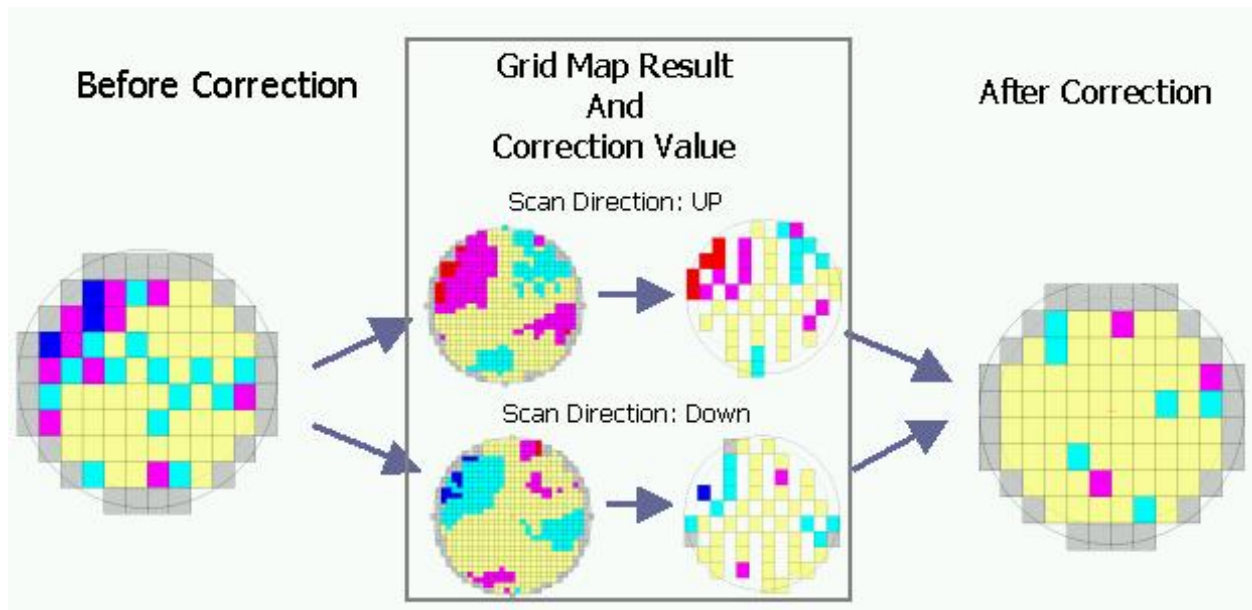 Before Correction
Grid Map Result
And
Correction Value
Scan Direction: UP
Scan Direction: Down
After Correction